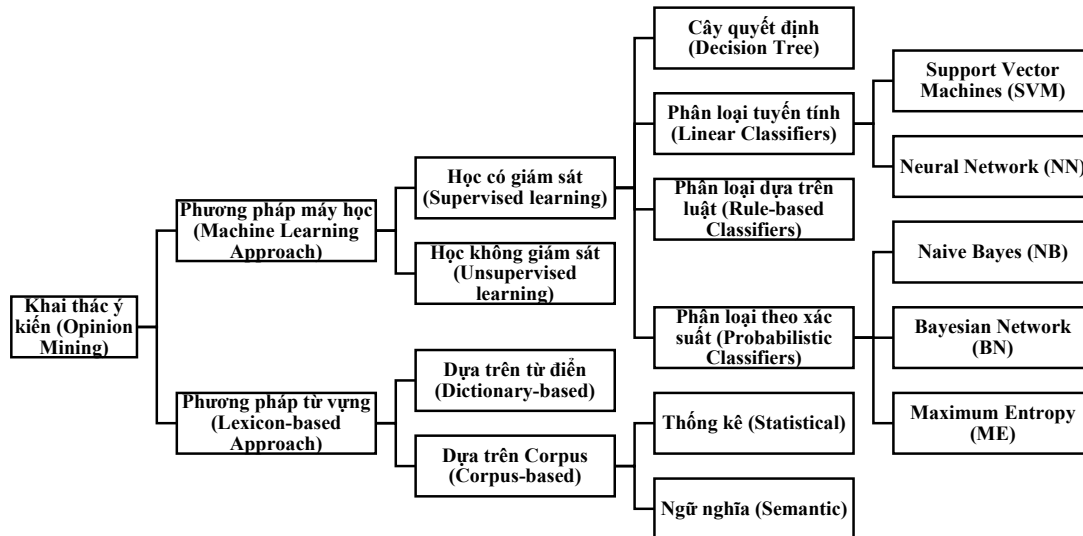 Khai thác ý
kiến (Opinion
Mining)
Phương pháp máy học
(Machine Learning
Approach)
Phương pháp từ vựng
(Lexicon-based
Approach)
Học có giám sát
(Supervised learning)
Học không giám sát
(Unsupervised
learning)
Dựa trên từ điển
(Dictionary-based)
Dựa trên Corpus
(Corpus-based)
Cây quyết định
(Decision Tree)
Phân loại tuyến tính
(Linear Classifiers)
Phân loại dựa trên
luật (Rule-based
Classifiers)
Phân loại theo xác
suất (Probabilistic
Classifiers)
Thống kê (Statistical)
Ngữ nghĩa (Semantic)
Support Vector
Machines (SVM)
Neural Network (NN)
Naive Bayes (NB)
Bayesian Network
(BN)
Maximum Entropy
(ME)